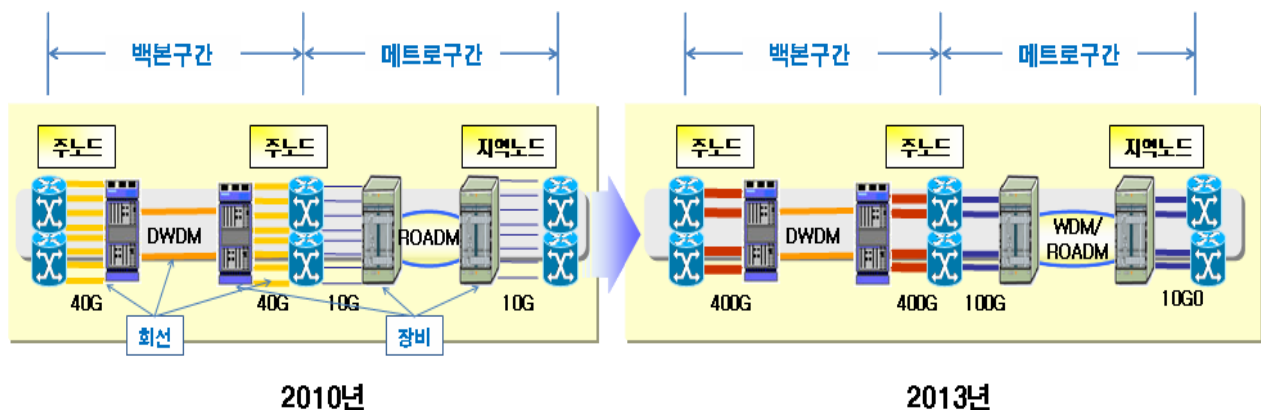 백본구간 메트로구간 백본구간 메트로구간
주노드 주노드 지역노드 주노드 주노드 지역노드
DWDM ROADM DWDM WDM/
ROADM
40G 40G 10G 10G 400G 400G 100G 10G0
회선 장비
2010년 2013년